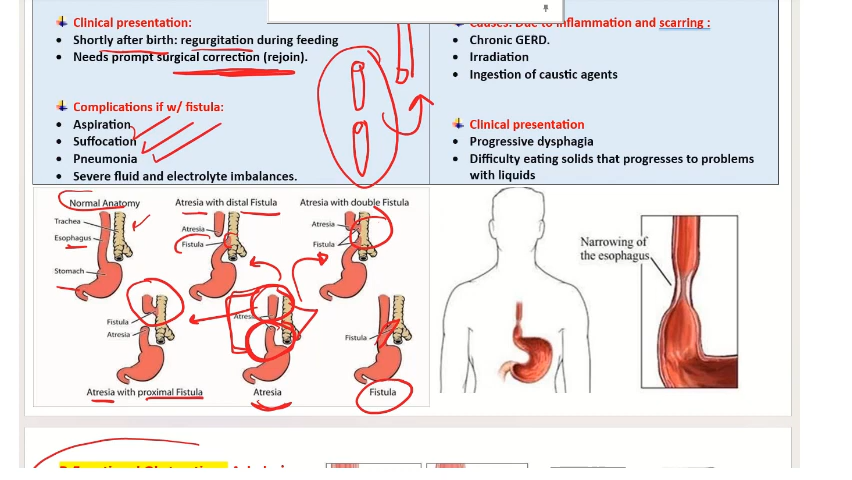 Clinical presentation:
• Shortly after birth: regurgitation during feeding
• Needs prompt surgical correction (rejoin).
Complications if w/ fistula:
• Aspiration
• Suffocation
• Pneumonia
• Severe fluid and electrolyte imbalances.
Causes: Due to inflammation and scarring :
• Chronic GERD.
• Irradiation
• Ingestion of caustic agents
Clinical presentation
• Progressive dysphagia
• Difficulty eating solids that progresses to problems
with liquids
Normal Anatomy
Trachea
Esophagus
Stomach
Atresia with distal Fistula
Atresia
Fistula
Atresia with double Fistula
Atresia
Fistula
Fistula
Atresia
Atresia with proximal Fistula
Atresia
Fistula
Fistula
Narrowing of
the esophagus